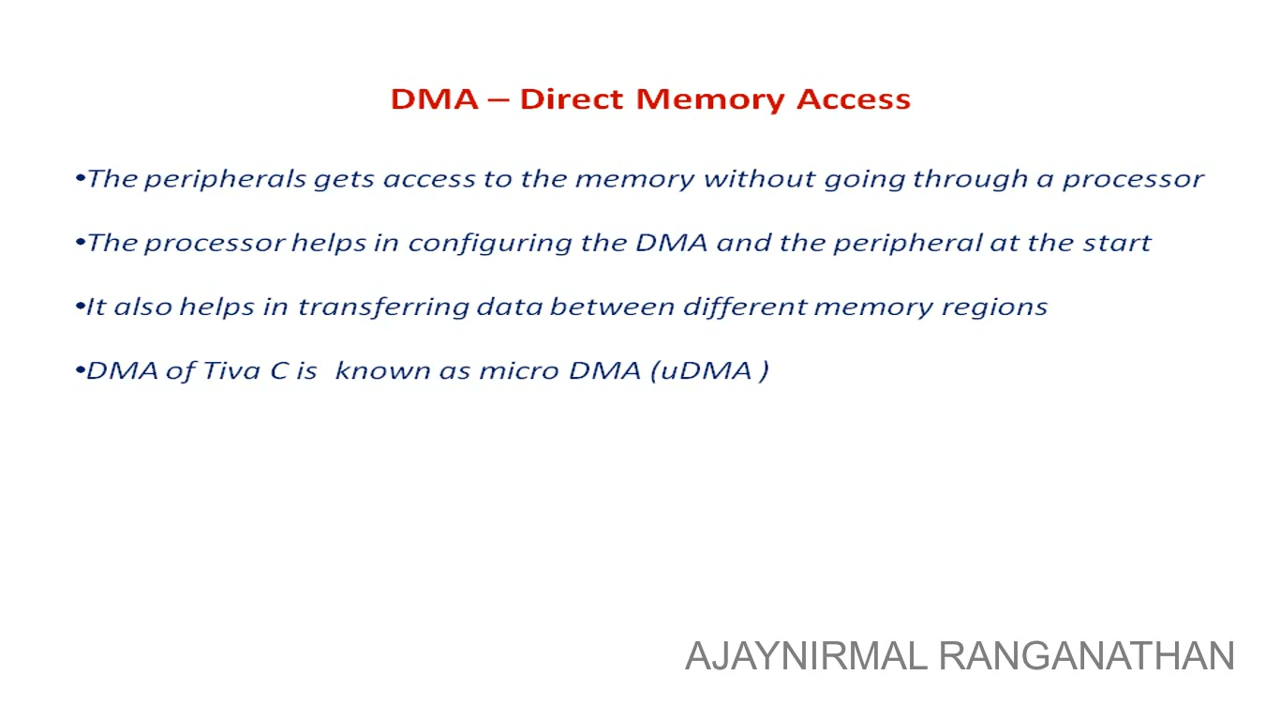 DMA – Direct Memory Access
•The peripherals gets access to the memory without going through a processor
•The processor helps in configuring the DMA and the peripheral at the start
•It also helps in transferring data between different memory regions
•DMA of Tiva C is  known as micro DMA (uDMA )
AJAYNIRMAL RANGANATHAN